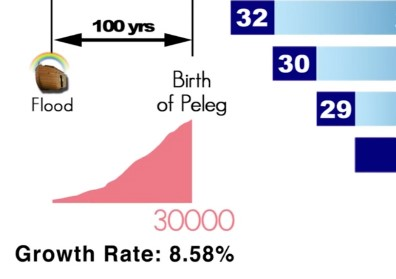 100 yrs
32
30
29
Birth
of Peleg
Flood
30000
Growth Rate: 8.58%